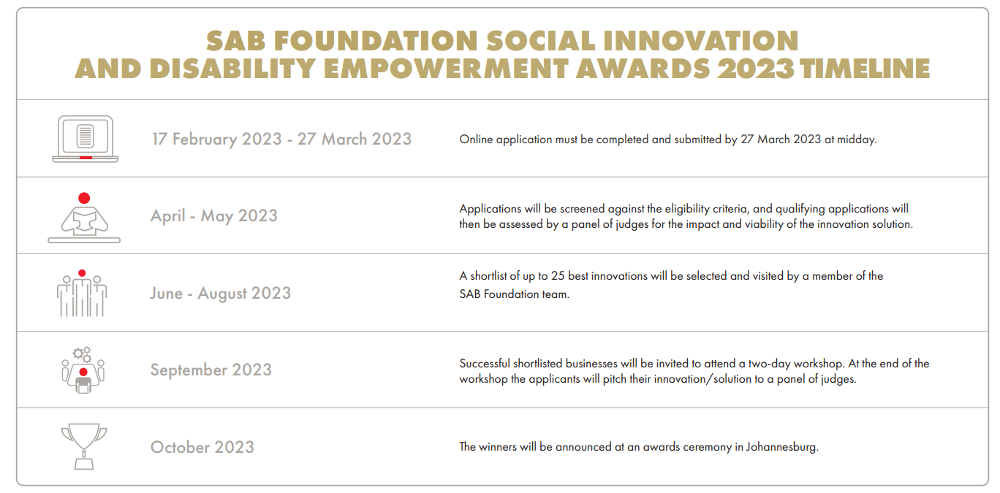 SAB FOUNDATION SOCIAL INNOVATION
AND DISABILITY EMPOWERMENT AWARDS 2023 TIMELINE
17 February 2023 - 27 March 2023
Online application must be completed and submitted by 27 March 2023 at midday.
April - May 2023
Applications will be screened against the eligibility criteria, and qualifying applications will
then be assessed by a panel of judges for the impact and viability of the innovation solution.
June - August 2023
A shortlist of up to 25 best innovations will be selected and visited by a member of the
SAB Foundation team.
September 2023
Successful shortlisted businesses will be invited to attend a two-day workshop. At the end of the
workshop the applicants will pitch their innovation/solution to a panel of judges.
October 2023
The winners will be announced at an awards ceremony in Johannesburg.